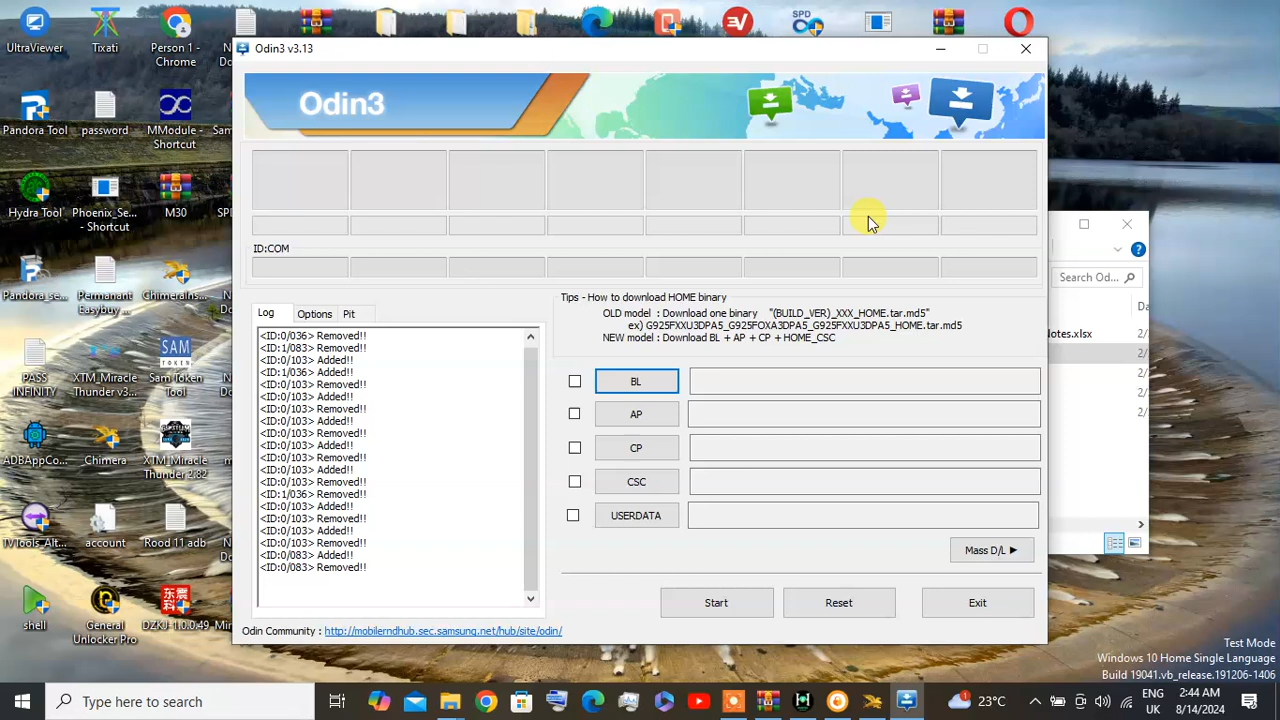 UltraViewer
Tixati
Person 1 -
Chrome
SPD
Odin3 v3.13
Odin3
Pandora Tool
password
MModule -
Shortcut
Hydra Tool
Phoenix_Se...
- Shortcut
M30
ID:COM
Search Od...
Pandora_se...
Permanant
Easybuy ...
ChimeraIns...
Log
Options
Pit
Tips - How to download HOME binary
OLD model : Download one binary "(BUILD_VER)_XXX_HOME.tar.md5"
ex) G925FXXU3DPA5_G925FOXA3DPA5_G925FXXU3DPA5_HOME.tar.md5
NEW model : Download BL + AP + CP + HOME_CSC
Notes.xlsx
2/
2/
2/
2/
<ID:0/036> Removed!!
<ID:1/083> Removed!!
<ID:0/103> Added!!
<ID:1/036> Added!!
<ID:0/103> Removed!!
<ID:0/103> Added!!
<ID:0/103> Removed!!
<ID:0/103> Added!!
<ID:0/103> Removed!!
<ID:0/103> Added!!
<ID:0/103> Removed!!
<ID:0/103> Added!!
<ID:0/103> Removed!!
<ID:1/036> Removed!!
<ID:0/103> Added!!
<ID:0/103> Removed!!
<ID:0/103> Added!!
<ID:0/103> Removed!!
<ID:0/083> Added!!
<ID:0/083> Removed!!
BL
AP
CP
CSC
USERDATA
Mass D/L
Start
Reset
Exit
Odin Community : http://mobilerndhub.sec.samsung.net/hub/site/odin/
PASS
INFINITY
XTM_Miracle
Thunder v3...
SAM
TOKEN
Sam Token
Tool
ADBAppCo...
_Chimera
XTM_Miracle
Thunder 2.82
TVTools_Alt...
account
Rood 11 adb
shell
General
Unlocker Pro
DZKJ-1.0.0.49
Test Mode
Windows 10 Home Single Language
Build 19041.vb_release.191206-1406
Type here to search
23°C
ENG
UK
2:44 AM
8/14/2024